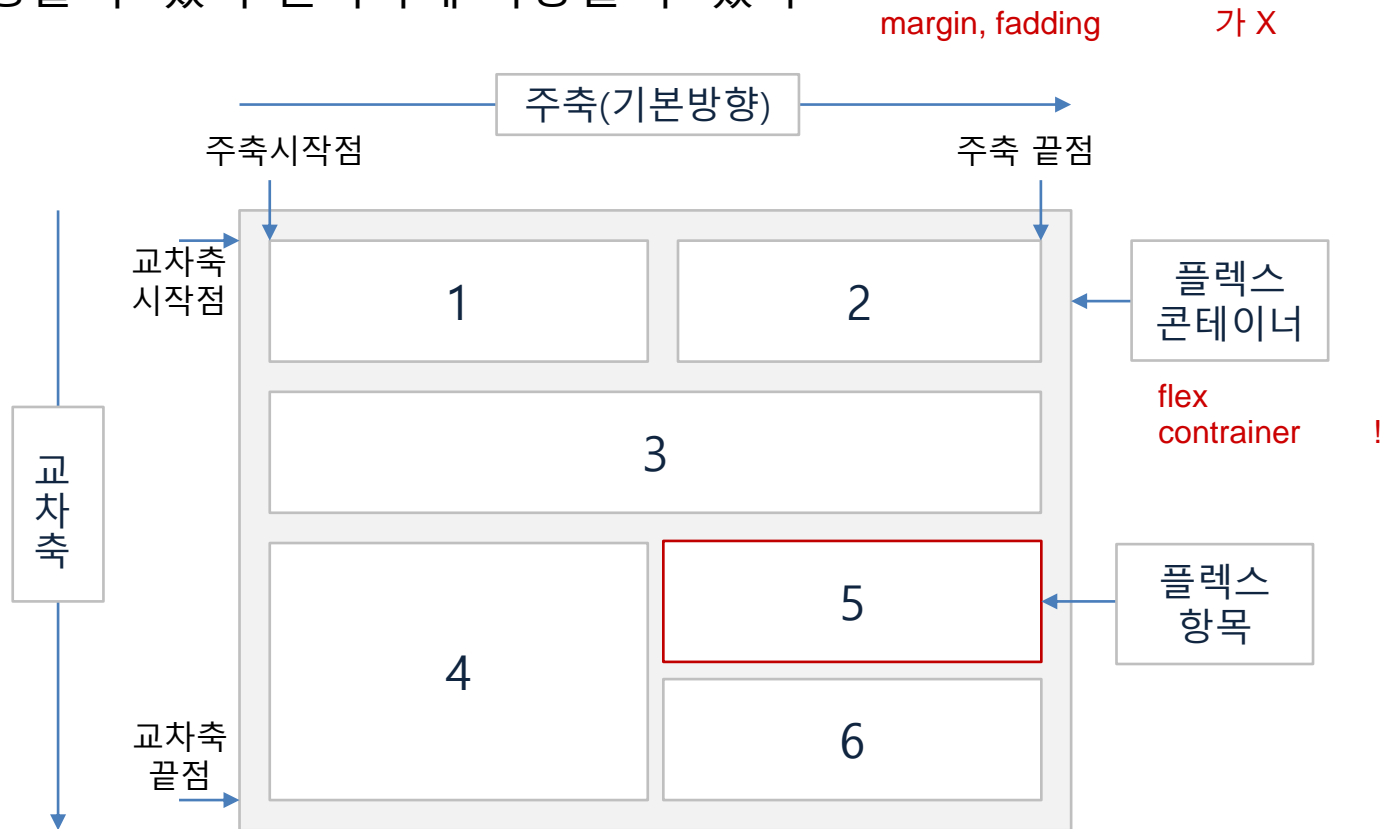 margin, fadding 가 X
주축(기본방향)
주축시작점
주축 끝점
교차축
시작점
1
2
플렉스
콘테이너
flex
contrainer !
3
교
차
축
5
플렉스
항목
4
6
교차축
끝점